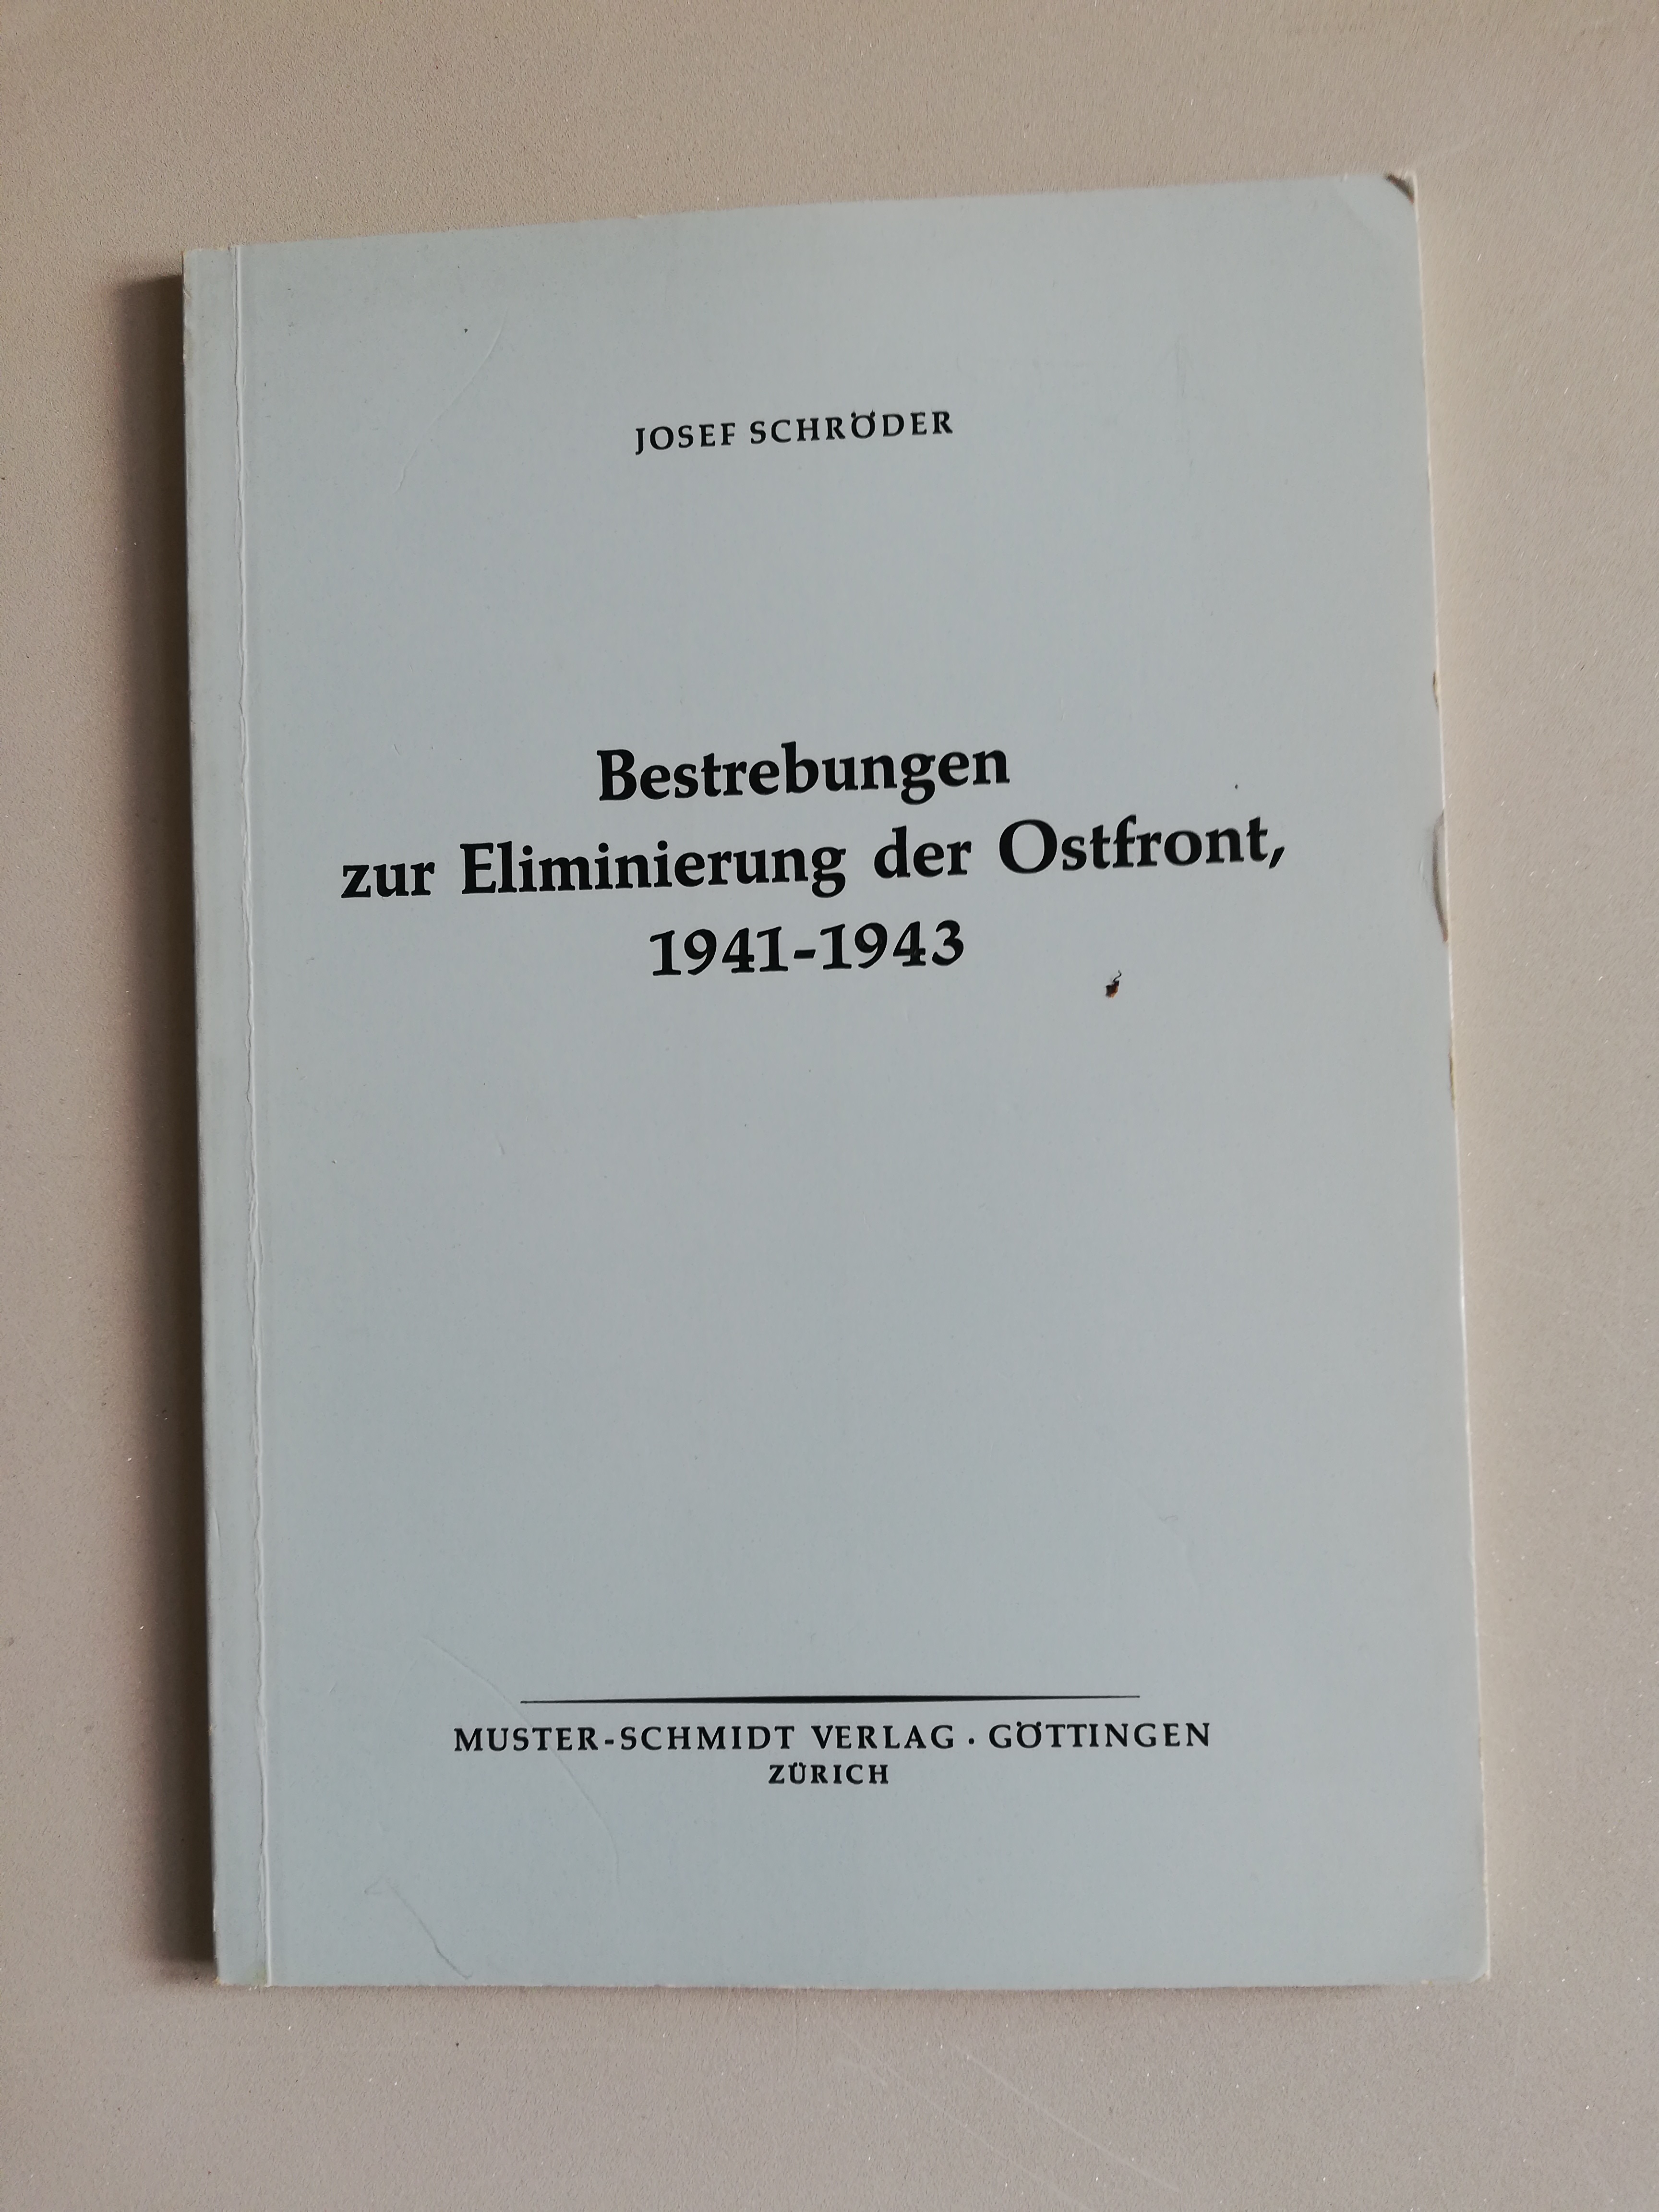 JOSEF SCHRÖDER
Bestrebungen
zur Eliminierung der Ostfront,
1941-1943
MUSTER-SCHMIDT VERLAG · GÖTTINGEN
ZÜRICH